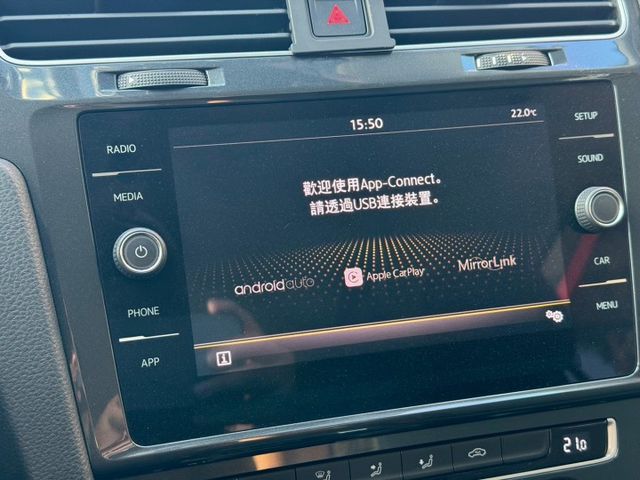 RADIO
MEDIA
PHONE
APP
15:50
22.0°C
歡迎使用App-Connect。
請透過USB連接裝置。
androidauto
Apple CarPlay
MirrorLink
SETUP
SOUND
CAR
MENU
21.0